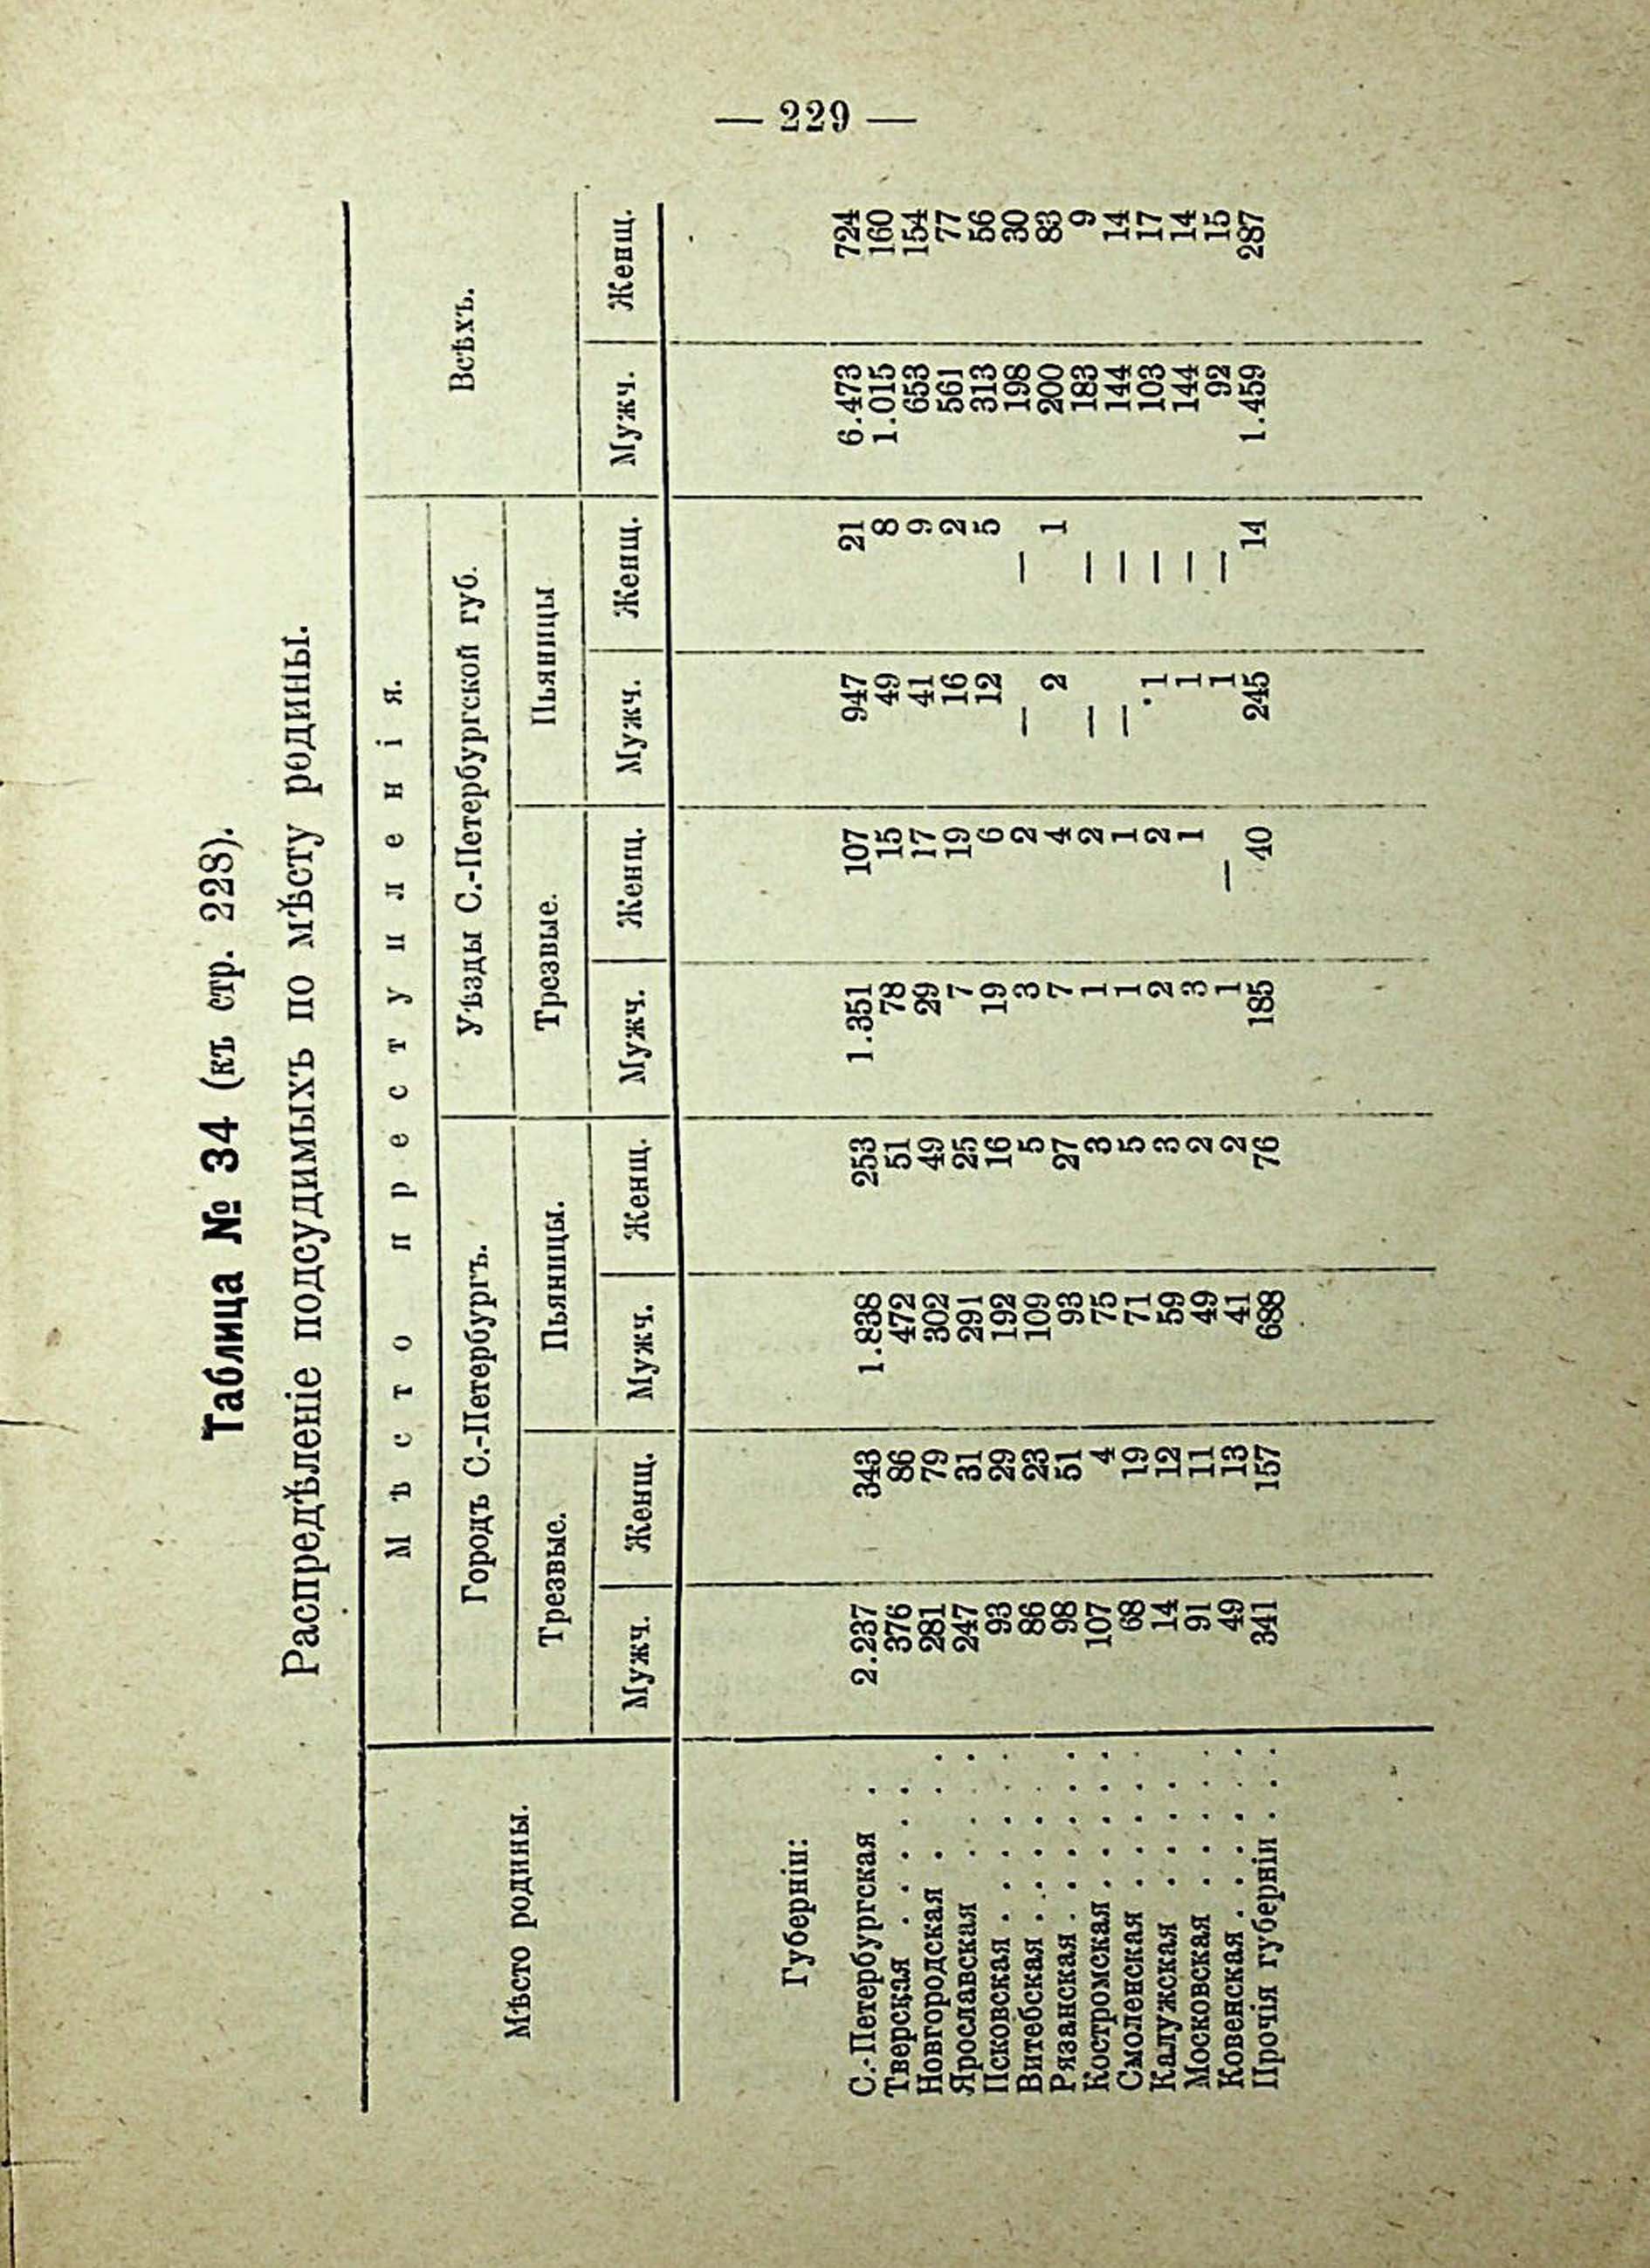 — 229 —
Таблица № 34 (къ стр. 228).
Распредѣленіе подсудимыхъ по мѣсту родины.
Мѣсто родины. Мѣсто преступленія. Всѣхъ.
Городъ С.-Петербургъ. Уѣзды С.-Петербургской губ.
Трезвые. Пьяницы. Трезвые. Пьяницы
Мужч. Женщ. Мужч. Женщ. Мужч. Женщ. Мужч. Женщ. Мужч. Женщ.
Губерніи:
С.-Петербургская . 2.237 343 1.838 253 1.351 107 947 21 6.473 724
Тверская . . . . . 376 86 472 51 78 15 49 8 1.015 160
Новгородская . . . 281 79 302 49 29 17 41 9 653 154
Ярославская . . . 247 31 291 25 7 19 16 2 561 77
Псковская . . . . . 93 29 192 16 19 6 12 5 313 56
Витебская . . . . . 86 23 109 5 3 2 — — 198 30
Рязанская . . . . . 98 51 93 27 7 4 2 1 200 83
Костромская . . . . 107 4 75 3 1 2 — — 183 9
Смоленская . . . . 68 19 71 5 1 1 — — 144 14
Калужская . . . . 14 12 59 3 2 2 1 — 103 17
Московская . . . . 91 11 49 2 3 1 1 — 144 14
Ковенская . . . . . 49 13 41 2 1 — 1 — 92 15
Прочія губерніи . . . 341 157 688 76 185 40 245 14 1.459 287